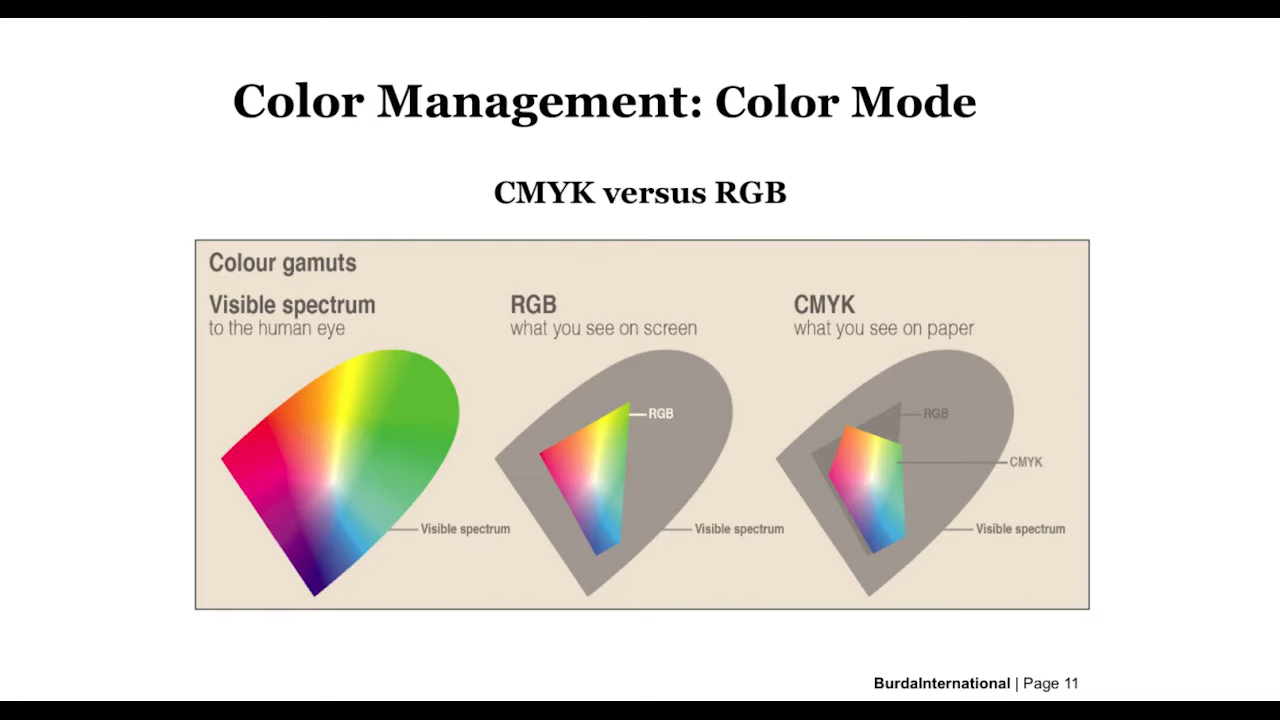 Color Management: Color Mode
CMYK versus RGB
Colour gamuts
Visible spectrum
to the human eye
RGB
what you see on screen
CMYK
what you see on paper
Visible spectrum
RGB
Visible spectrum
RGB
CMYK
Visible spectrum
BurdaInternational | Page 11